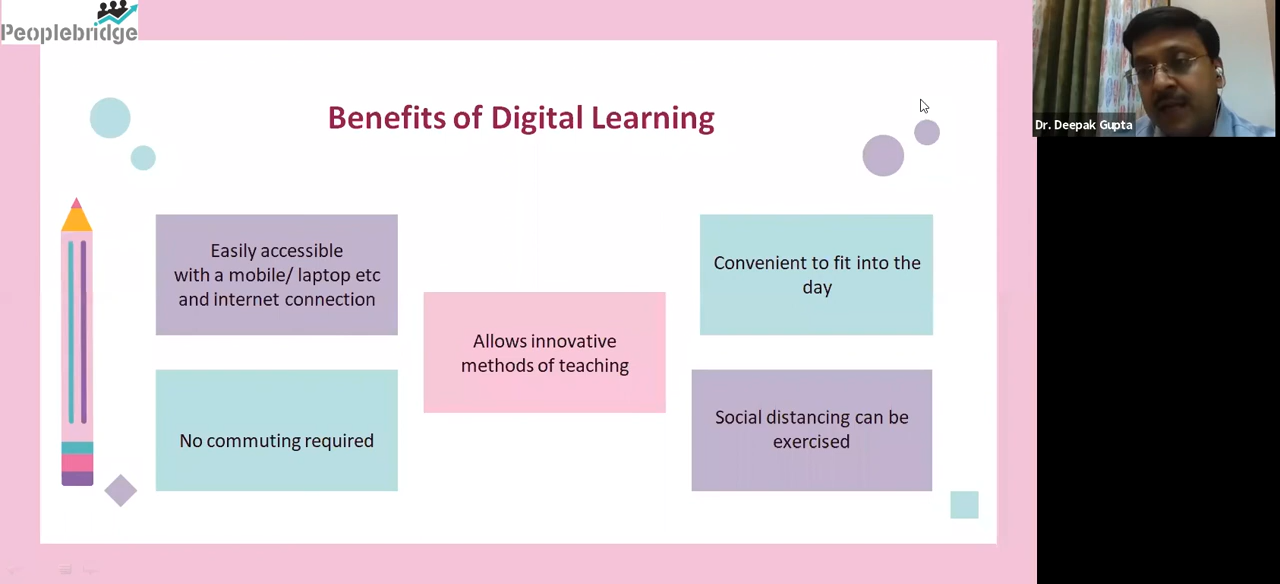 Peoplebridge
Dr. Deepak Gupta
Benefits of Digital Learning
Easily accessible
with a mobile/ laptop etc
and internet connection
Convenient to fit into the
day
Allows innovative
methods of teaching
No commuting required
Social distancing can be
exercised